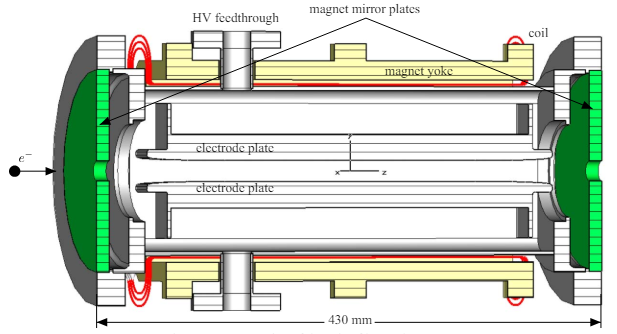 magnet mirror plates
HV feedthrough
coil
magnet yoke
electrode plate
y
x z
e⁻
electrode plate
430 mm